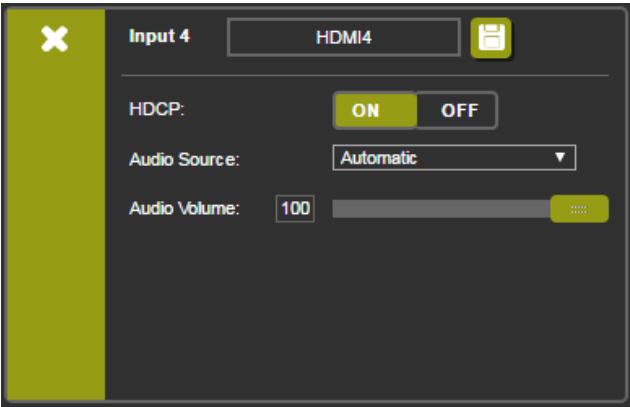 Input 4 HDMI4
HDCP: ON OFF
Audio Source: Automatic
Audio Volume: 100